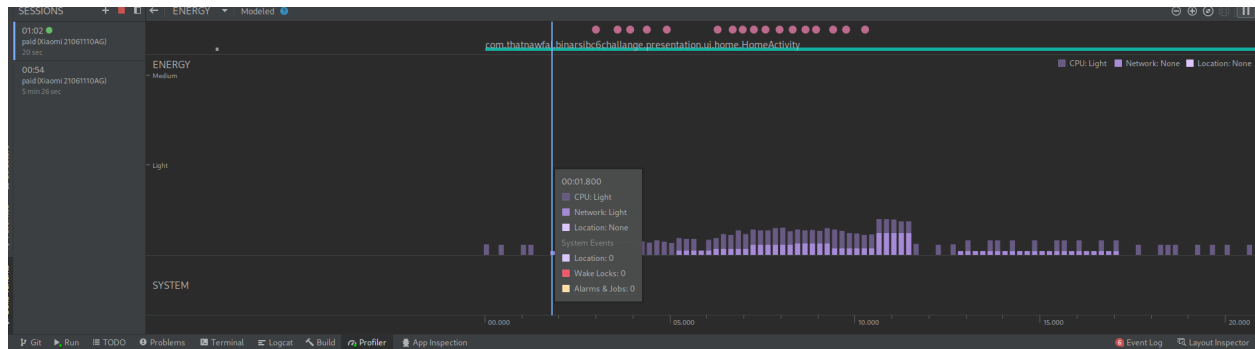 SESSIONS
ENERGY
Modeled
01:02
paid (Xiaomi 21061110AG)
20 sec
00:54
paid (Xiaomi 21061110AG)
5 min 26 sec
com.thatnawfal.binarsibc6challange.presentation.ui.home.HomeActivity
ENERGY
Medium
CPU: Light
Network: None
Location: None
Light
00:01.800
CPU: Light
Network: Light
Location: None
System Events
Location: 0
Wake Locks: 0
Alarms & Jobs: 0
SYSTEM
00.000
05.000
10.000
15.000
20.000
Git
Run
TODO
Problems
Terminal
Logcat
Build
Profiler
App Inspection
6 Event Log
Layout Inspector